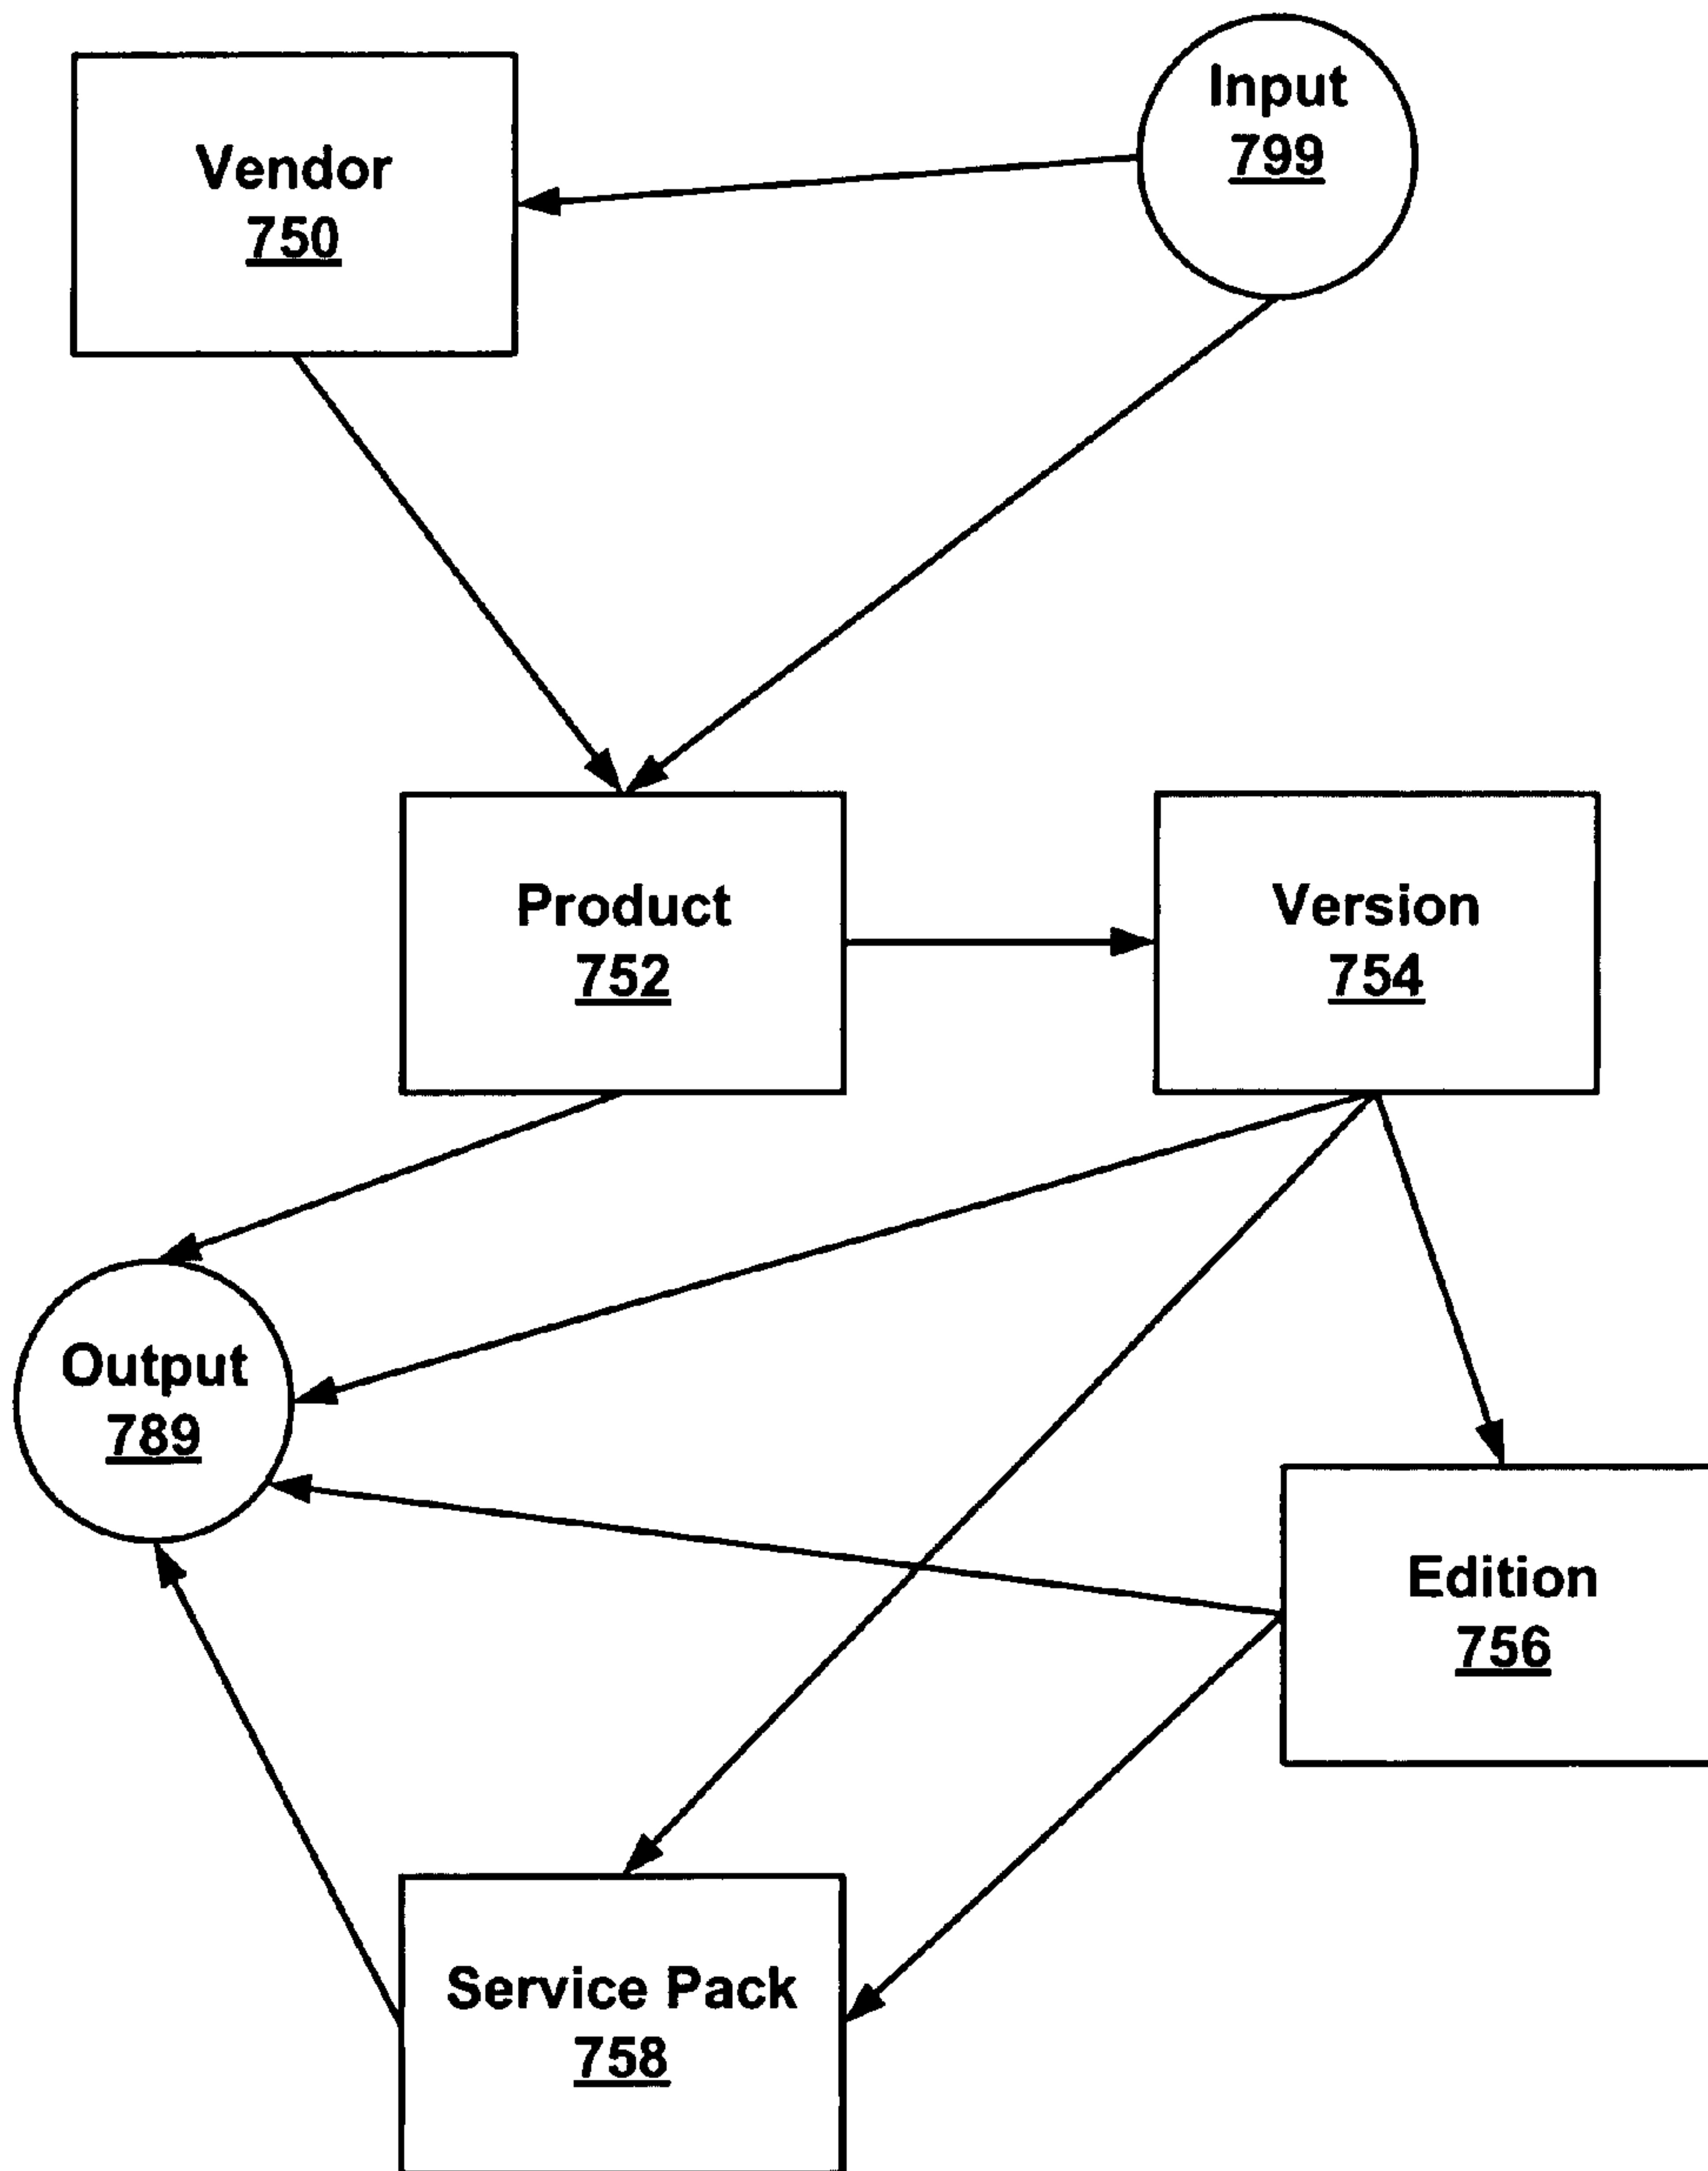 Input
799
Vendor
750
Product
752
Version
754
Output
789
Edition
756
Service Pack
758